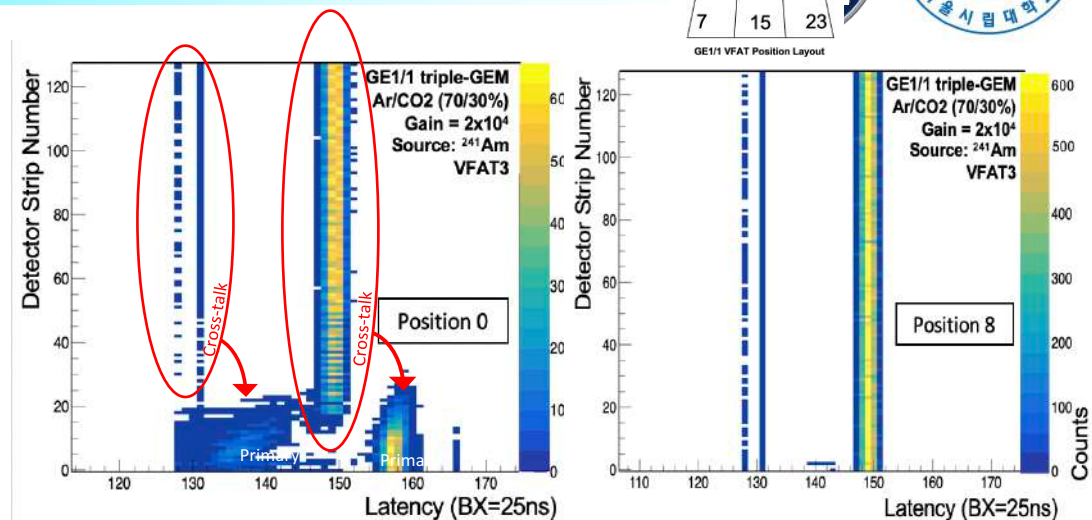 7 15 23
GE1/1 VFAT Position Layout
울시립대학
Detector Strip Number
120
100
80
60
40
20
0
GE1/1 triple-GEM
Ar/CO2 (70/30%)
Gain = 2x10⁴
Source: ²⁴¹Am
VFAT3
Cross-talk
Cross-talk
Position 0
Primary
Prima
60
50
40
30
20
10
0
120 130 140 150 160 170
Latency (BX=25ns)
Detector Strip Number
120
100
80
60
40
20
0
GE1/1 triple-GEM
Ar/CO2 (70/30%)
Gain = 2x10⁴
Source: ²⁴¹Am
VFAT3
Position 8
600
500
400
300
200
100
0
Counts
110 120 130 140 150 160 170
Latency (BX=25ns)